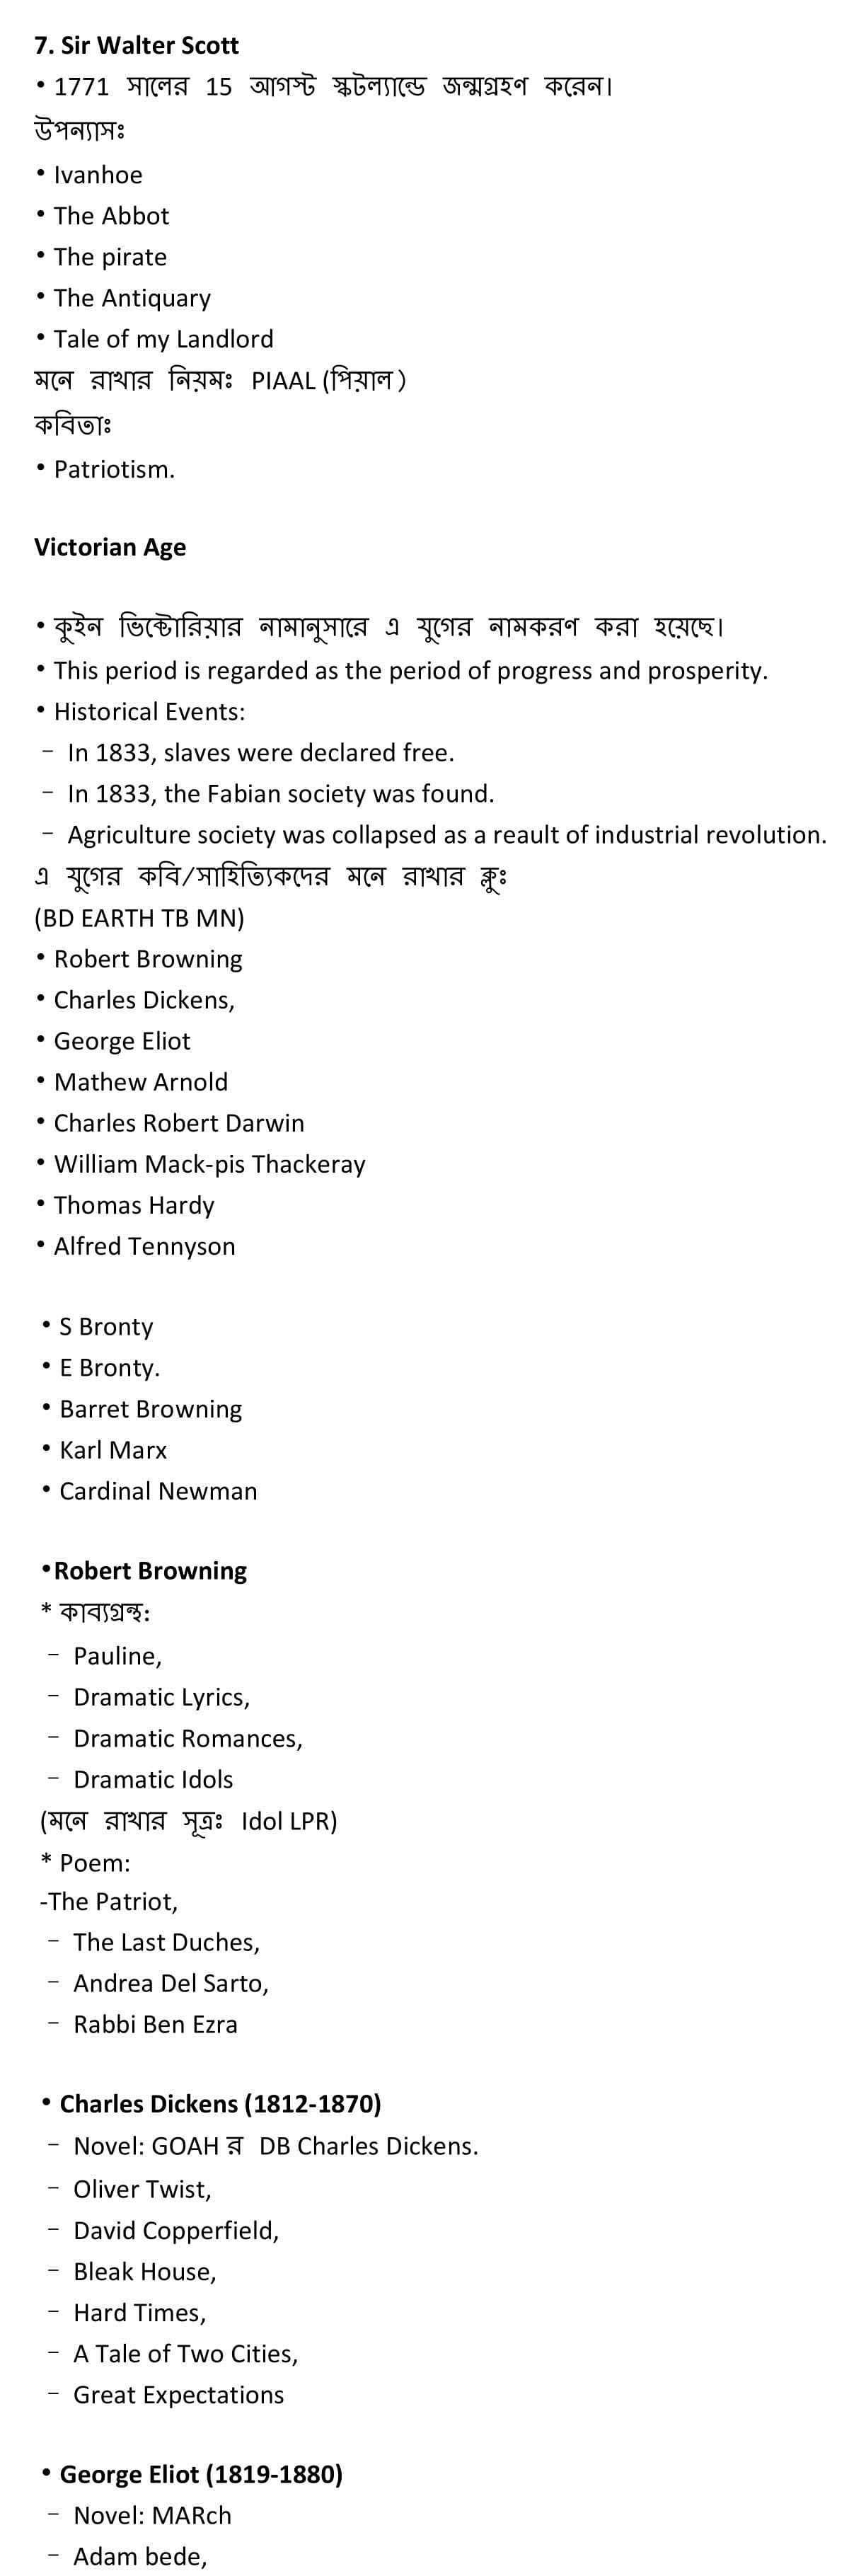 7. Sir Walter Scott
• 1771 সালের 15 আগস্ট স্কটল্যান্ডে জন্মগ্রহণ করেন।
উপন্যাসঃ
• Ivanhoe
• The Abbot
• The pirate
• The Antiquary
• Tale of my Landlord
মনে রাখার নিয়মঃ PIAAL (পিয়াল)
কবিতাঃ
• Patriotism.
Victorian Age
• কুইন ভিক্টোরিয়ার নামানুসারে এ যুগের নামকরণ করা হয়েছে।
• This period is regarded as the period of progress and prosperity.
• Historical Events:
– In 1833, slaves were declared free.
– In 1833, the Fabian society was found.
– Agriculture society was collapsed as a reault of industrial revolution.
এ যুগের কবি/সাহিত্যিকদের মনে রাখার ক্লুঃ
(BD EARTH TB MN)
• Robert Browning
• Charles Dickens,
• George Eliot
• Mathew Arnold
• Charles Robert Darwin
• William Mack-pis Thackeray
• Thomas Hardy
• Alfred Tennyson
• S Bronty
• E Bronty.
• Barret Browning
• Karl Marx
• Cardinal Newman
•Robert Browning
* কাব্যগ্রন্থ:
– Pauline,
– Dramatic Lyrics,
– Dramatic Romances,
– Dramatic Idols
(মনে রাখার সূত্রঃ Idol LPR)
* Poem:
-The Patriot,
– The Last Duches,
– Andrea Del Sarto,
– Rabbi Ben Ezra
• Charles Dickens (1812-1870)
– Novel: GOAH র DB Charles Dickens.
– Oliver Twist,
– David Copperfield,
– Bleak House,
– Hard Times,
– A Tale of Two Cities,
– Great Expectations
• George Eliot (1819-1880)
– Novel: MARch
– Adam bede,